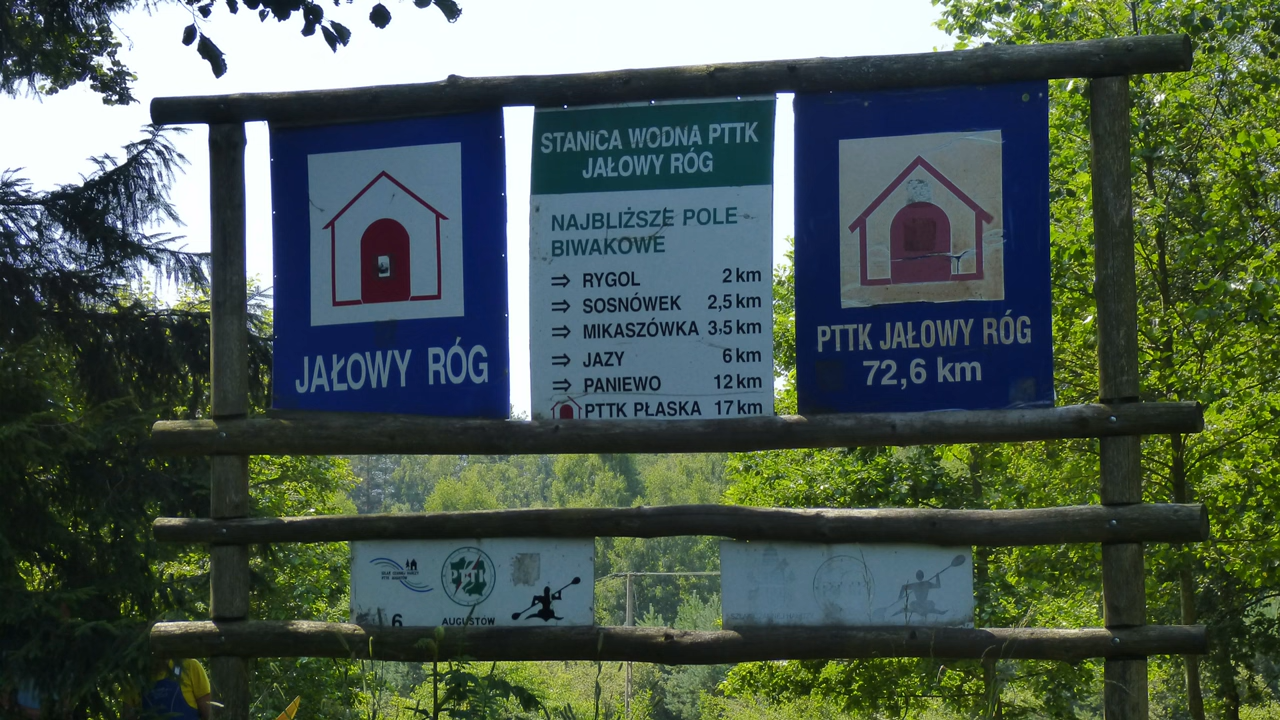 JAŁOWY RÓG
STANICA WODNA PTTK
JAŁOWY RÓG
NAJBLIŻSZE POLE
BIWAKOWE
⇒ RYGOL 2 km
⇒ SOSNÓWEK 2,5 km
⇒ MIKASZÓWKA 3,5 km
⇒ JAZY 6 km
⇒ PANIEWO 12 km
PTTK PŁASKA 17 km
PTTK JAŁOWY RÓG
72,6 km
PTTK
6
AUGUSTÓW